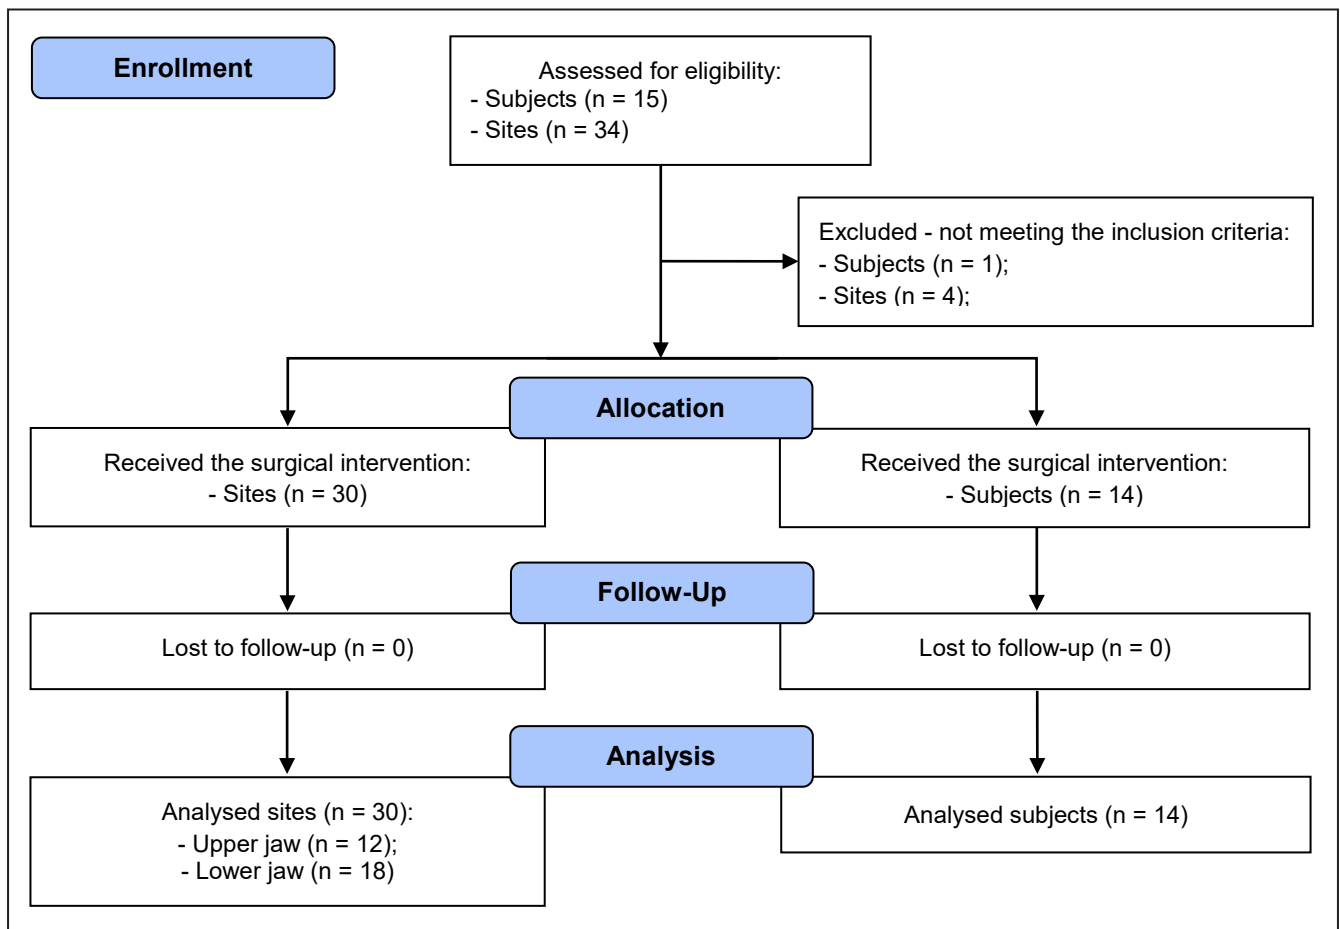 Enrollment
Assessed for eligibility:
- Subjects (n = 15)
- Sites (n = 34)
Excluded - not meeting the inclusion criteria:
- Subjects (n = 1);
- Sites (n = 4);
Allocation
Received the surgical intervention:
- Sites (n = 30)
Received the surgical intervention:
- Subjects (n = 14)
Follow-Up
Lost to follow-up (n = 0)
Lost to follow-up (n = 0)
Analysis
Analysed sites (n = 30):
- Upper jaw (n = 12);
- Lower jaw (n = 18)
Analysed subjects (n = 14)